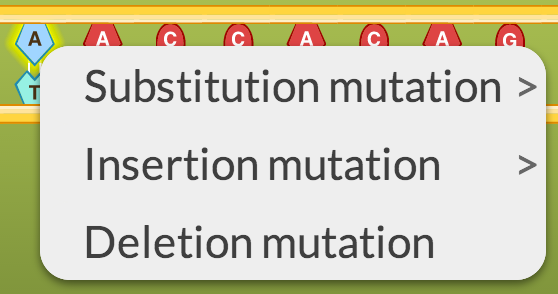 A A C C A C A G
T
Substitution mutation >
Insertion mutation >
Deletion mutation